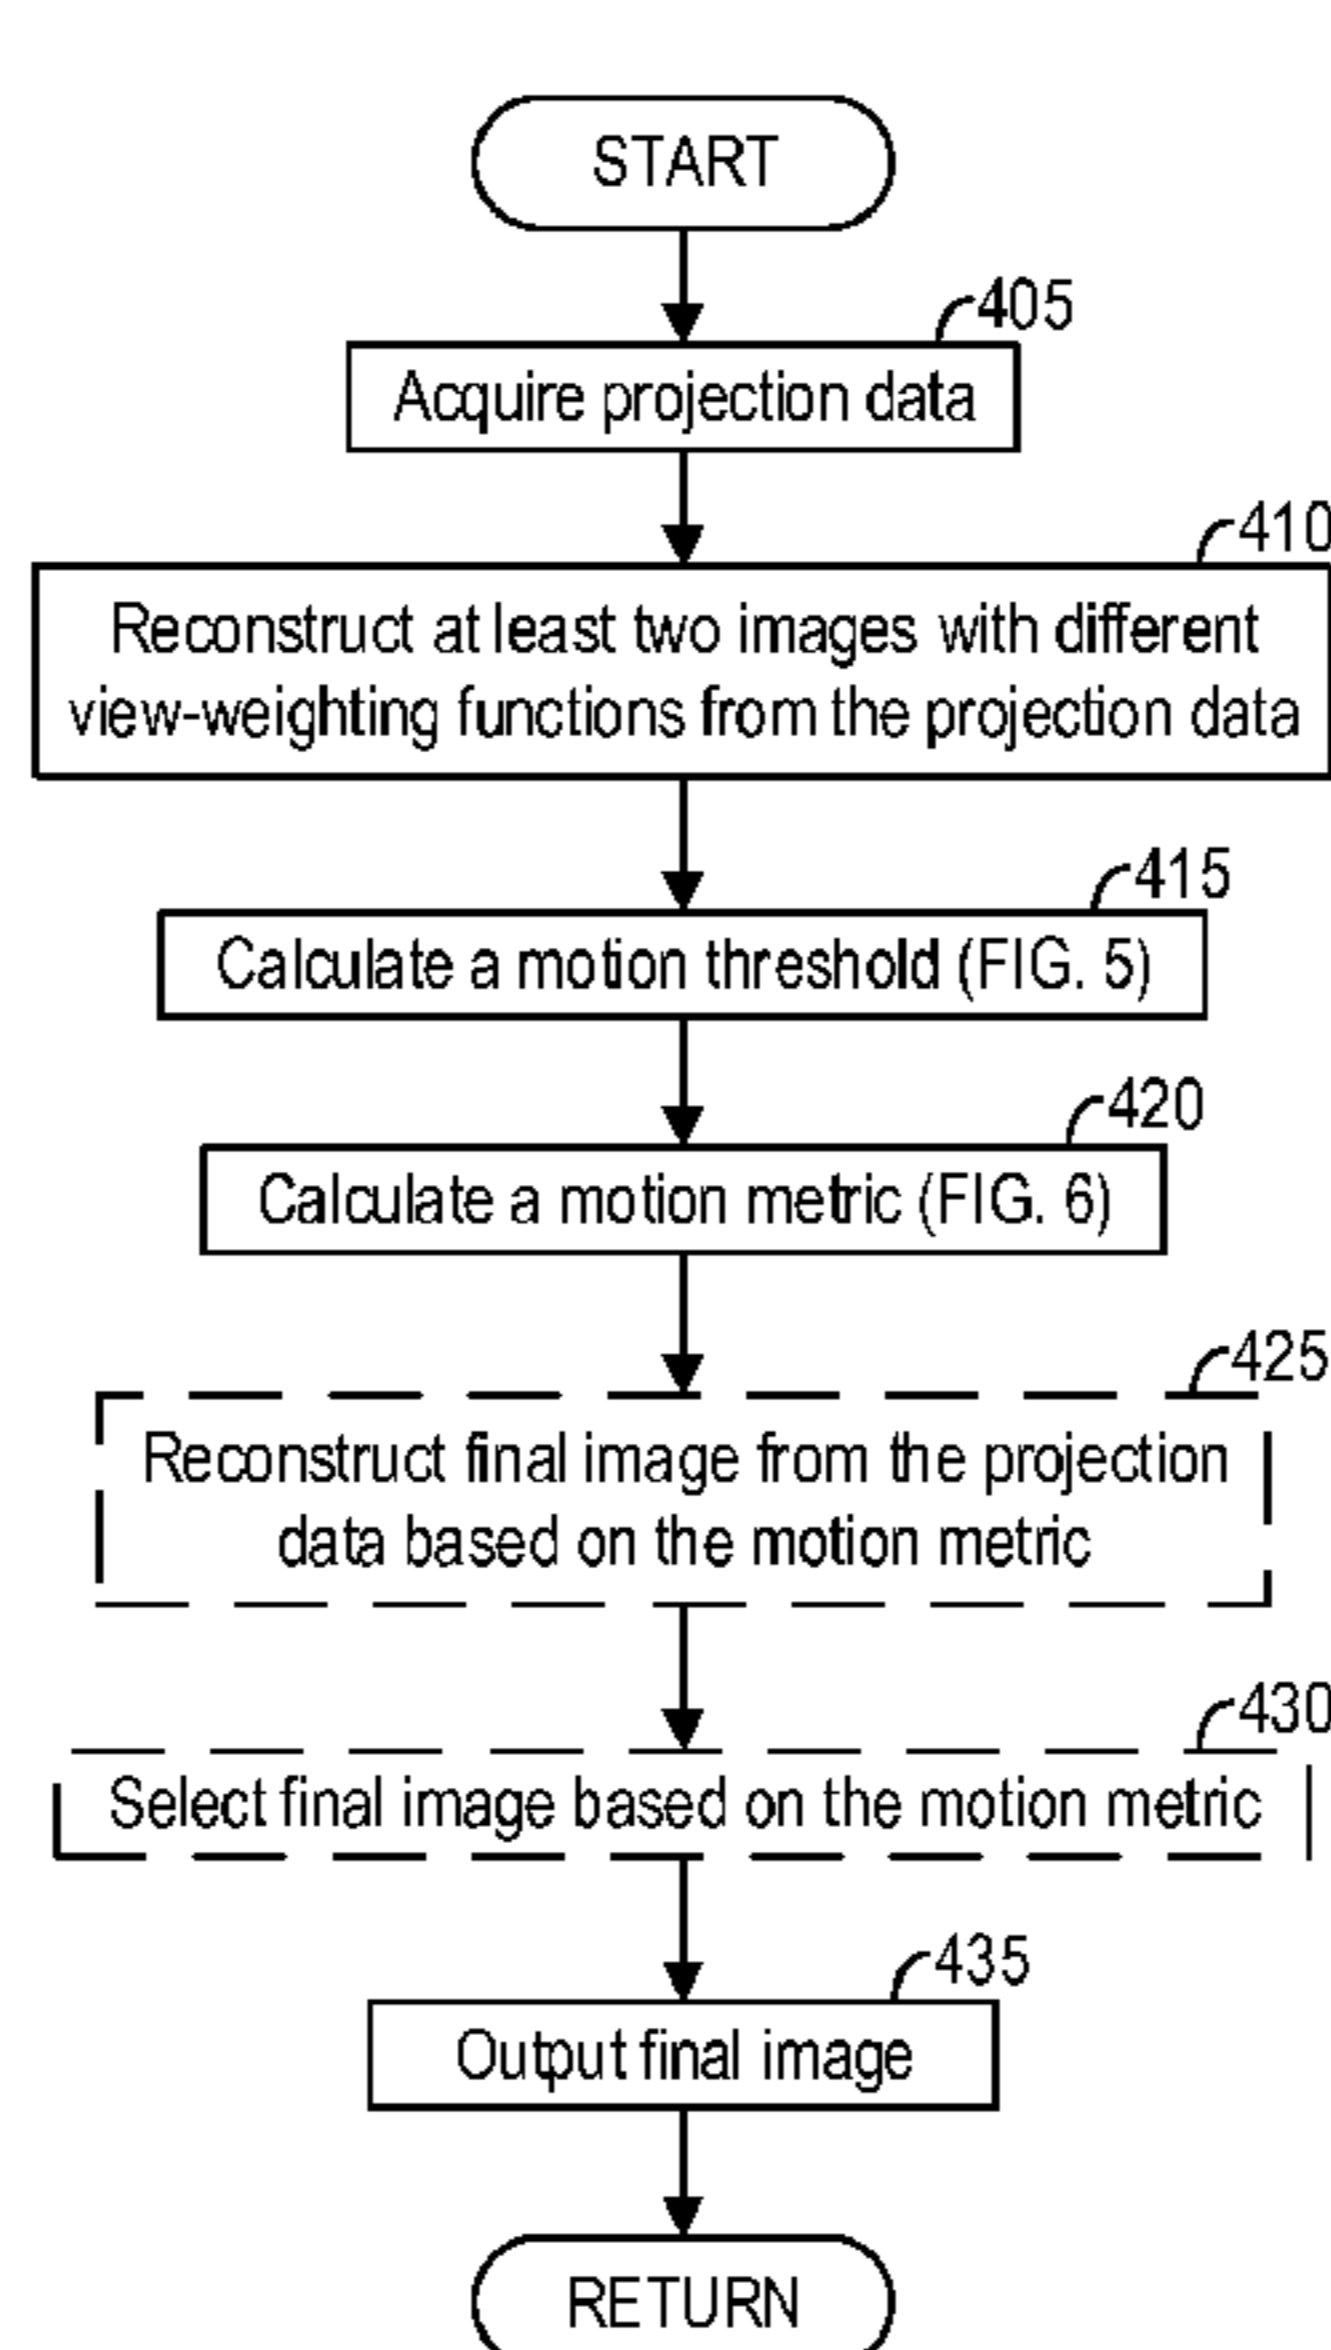 START
405
Acquire projection data
410
Reconstruct at least two images with different
view-weighting functions from the projection data
415
Calculate a motion threshold (FIG. 5)
420
Calculate a motion metric (FIG. 6)
425
Reconstruct final image from the projection
data based on the motion metric
430
Select final image based on the motion metric
435
Output final image
RETURN